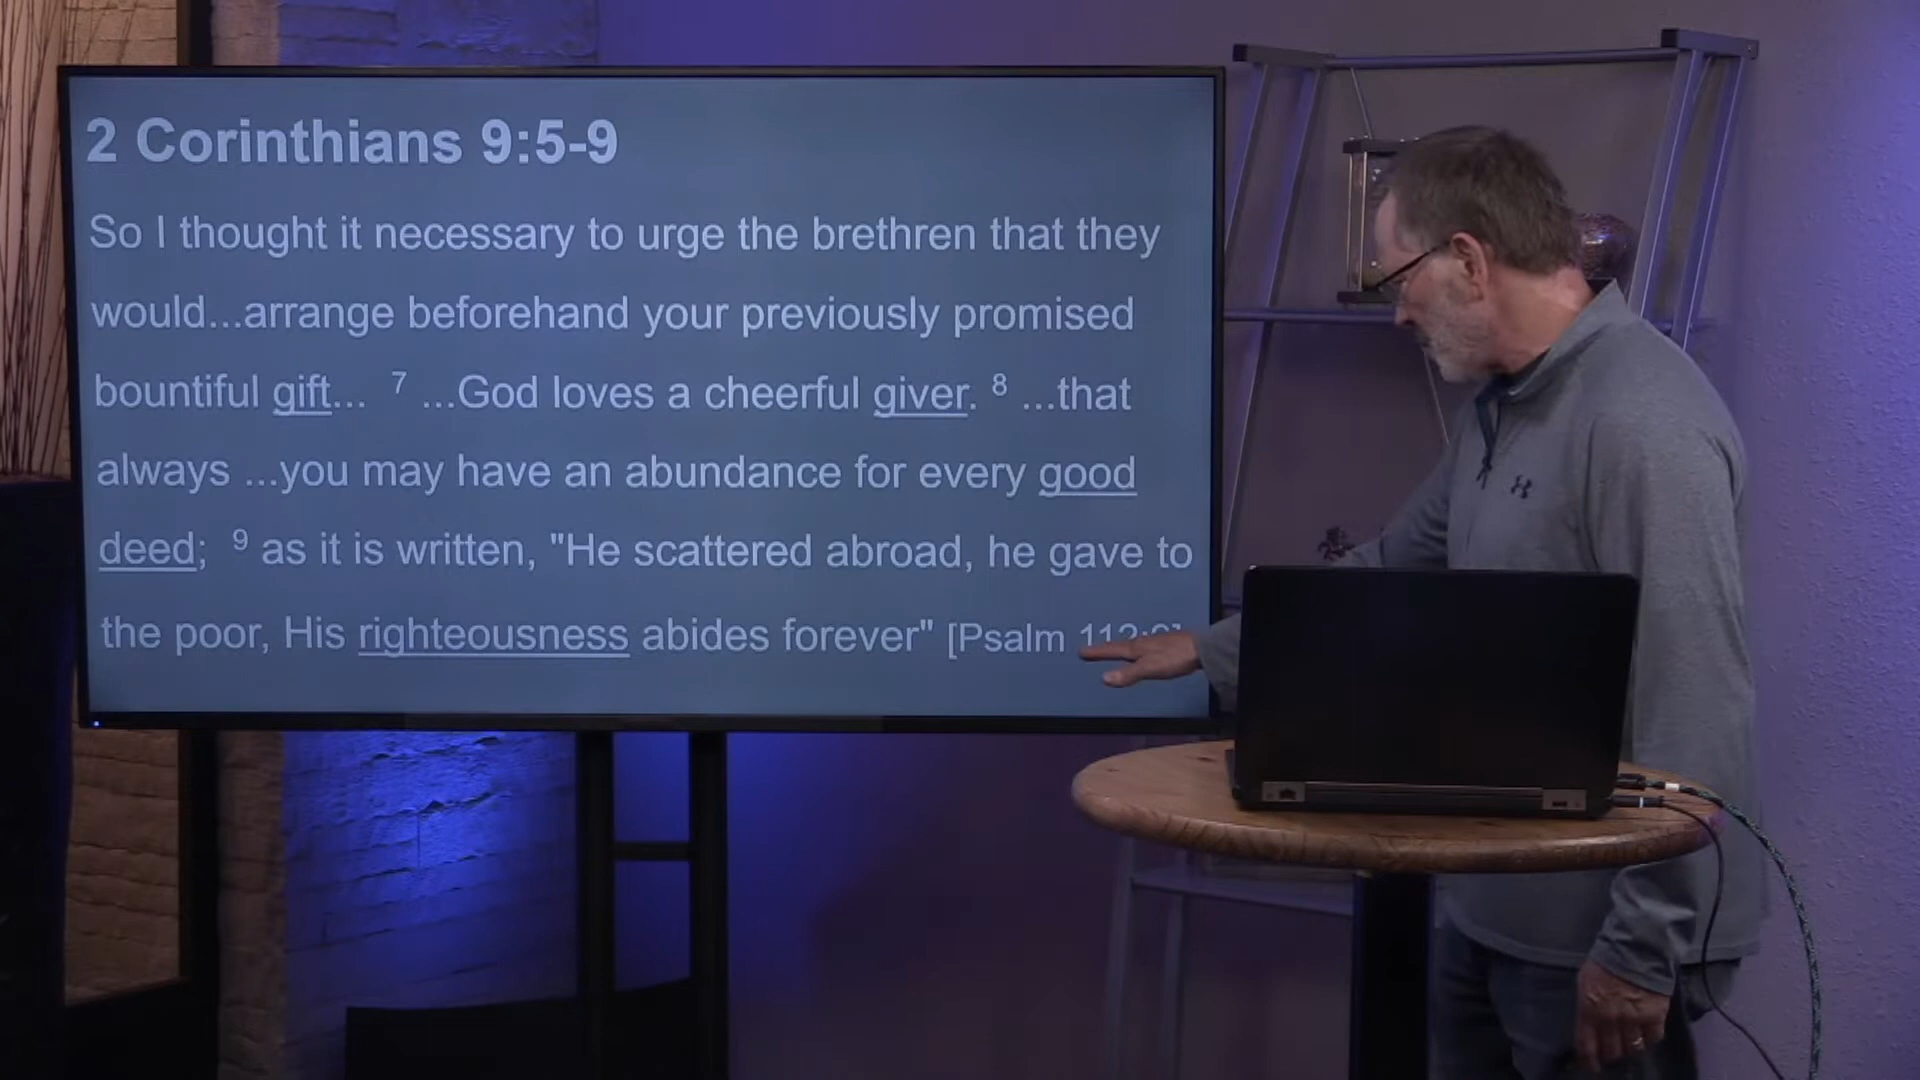 2 Corinthians 9:5-9
So I thought it necessary to urge the brethren that they
would...arrange beforehand your previously promised
bountiful gift... 7 ...God loves a cheerful giver. 8 ...that
always ...you may have an abundance for every good
deed; 9 as it is written, "He scattered abroad, he gave to
the poor, His righteousness abides forever" [Psalm